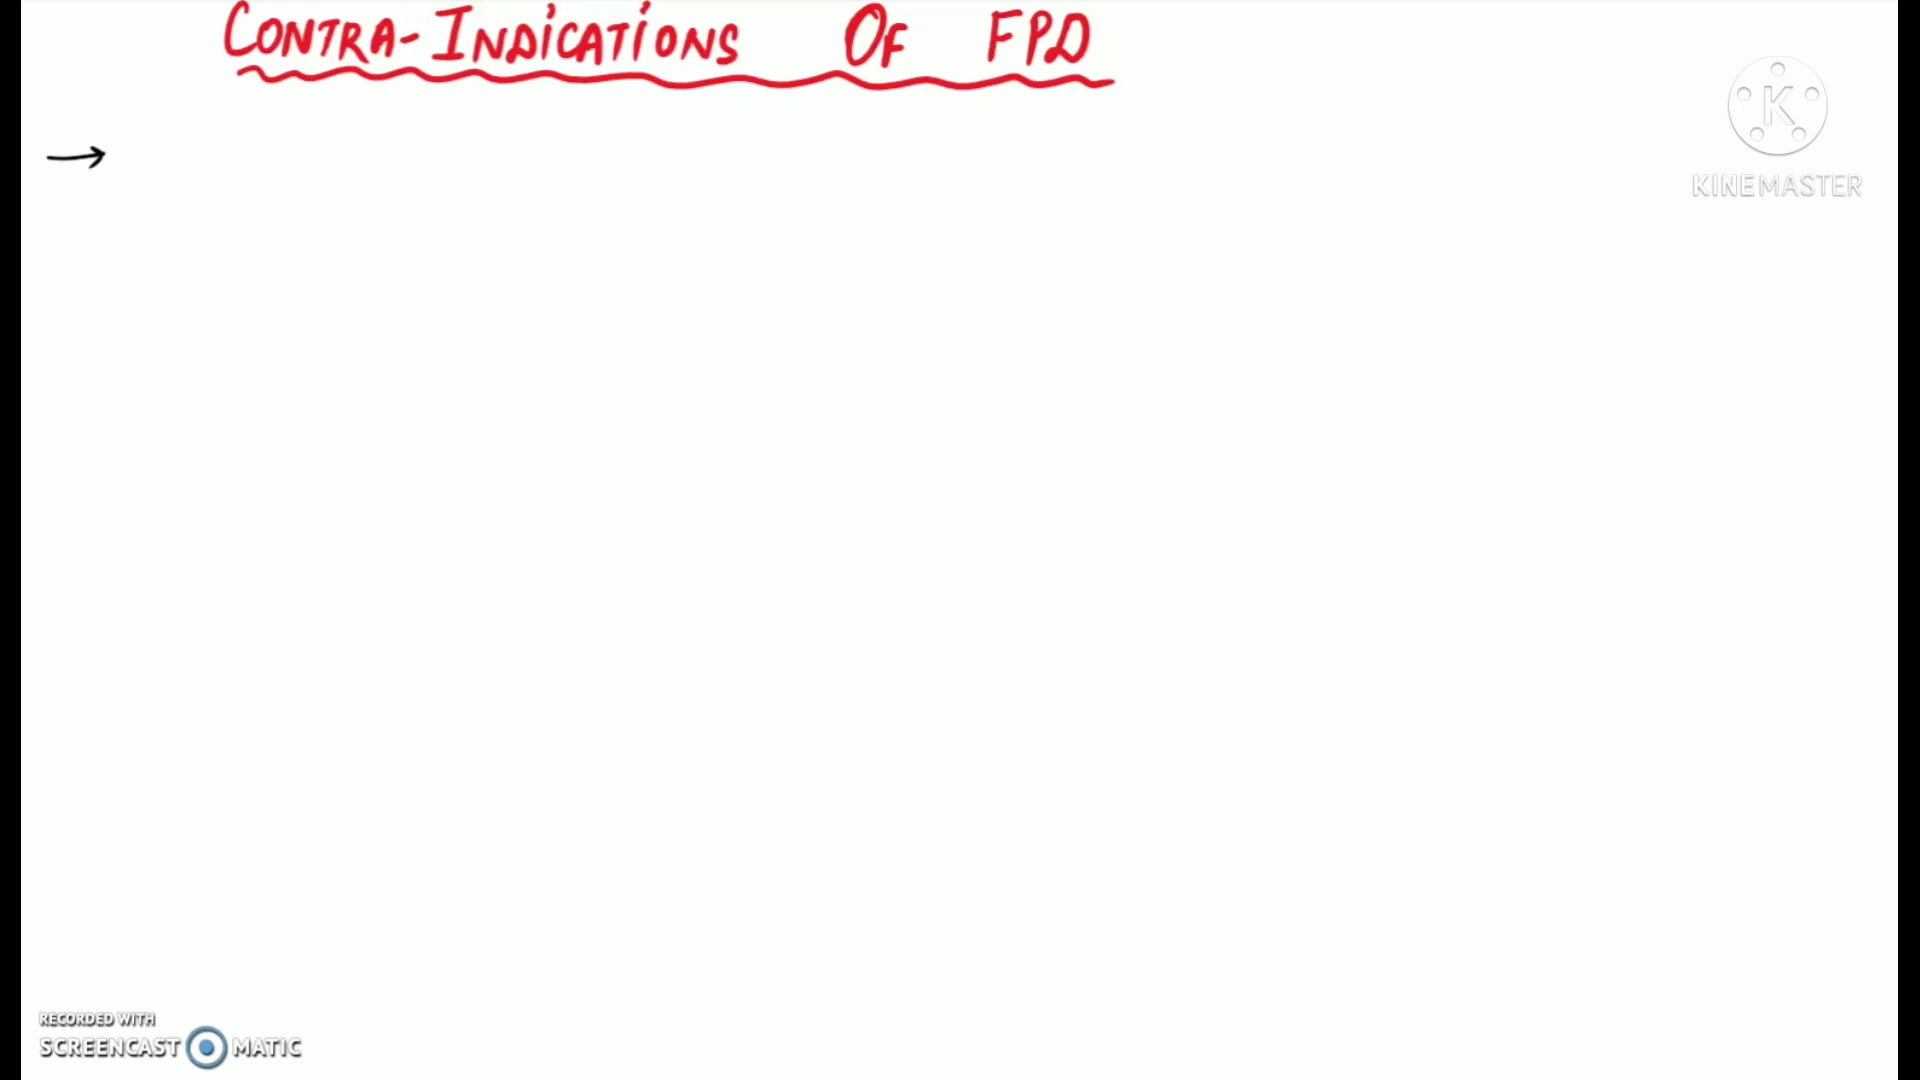 CONTRA-INDICATIONS OF FPD
→
K
KINEMASTER
RECORDED WITH
SCREENCAST MATIC